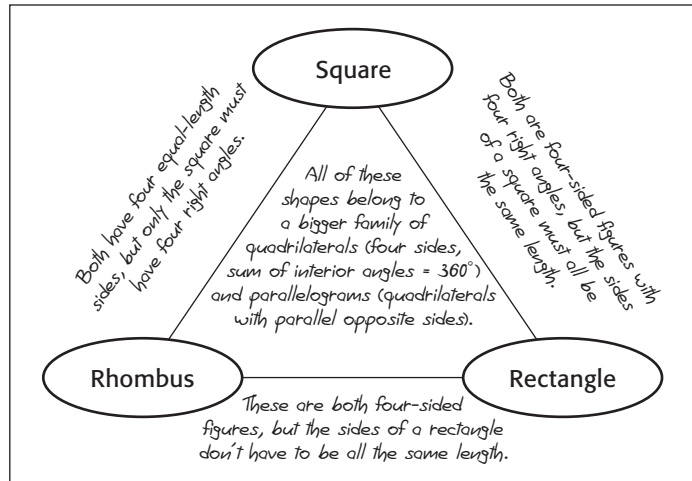 Square
Both have four equal-length
sides, but only the square must
have four right angles.
Both are four-sided figures with
four right angles, but the sides
of a square must all be
the same length.
All of these
shapes belong to
a bigger family of
quadrilaterals (four sides,
sum of interior angles = 360°)
and parallelograms (quadrilaterals
with parallel opposite sides).
Rhombus
Rectangle
These are both four-sided
figures, but the sides of a rectangle
don't have to be all the same length.